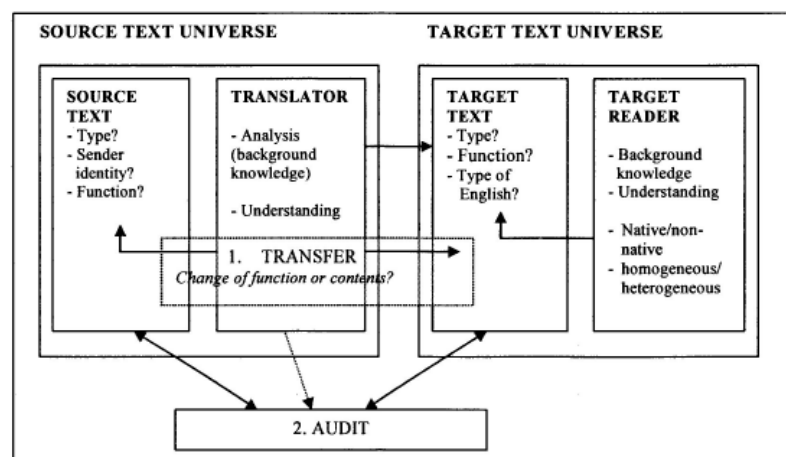 SOURCE TEXT UNIVERSE
TARGET TEXT UNIVERSE
SOURCE
TEXT
- Type?
- Sender
identity?
- Function?
TRANSLATOR
- Analysis
(background
knowledge)
- Understanding
TARGET
TEXT
- Type?
- Function?
- Type of
English?
TARGET
READER
- Background
knowledge
- Understanding
- Native/non-
native
- homogeneous/
heterogeneous
1. TRANSFER
Change of function or contents?
2. AUDIT